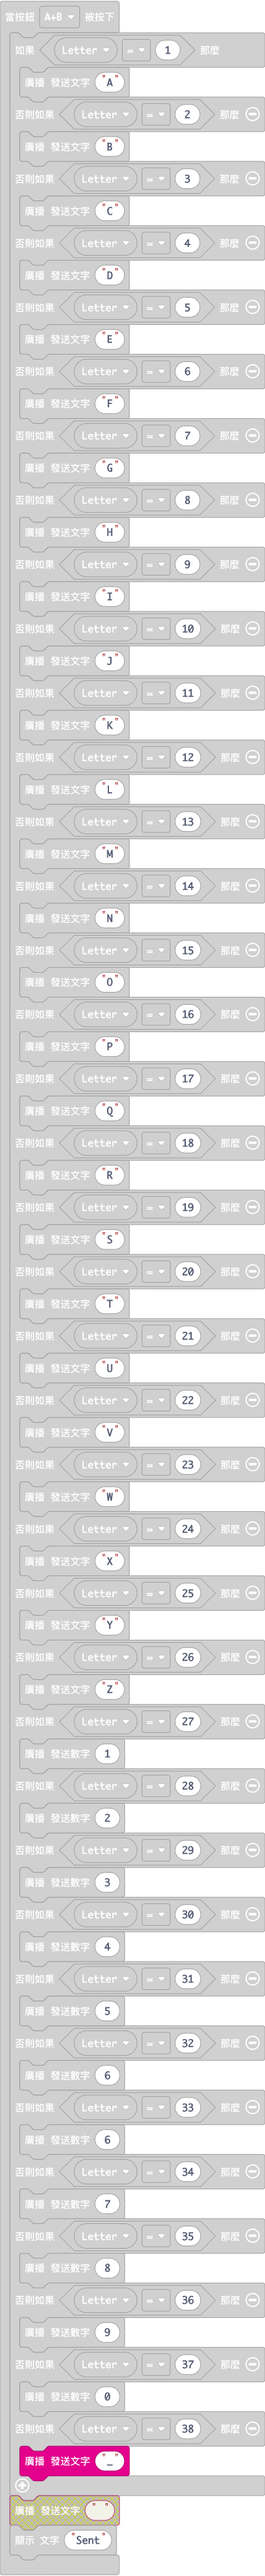 當按鈕 A+B ▼ 被按下
如果 Letter ▼ = ▼ 1 那麼
廣播 發送文字 "A"
否則如果 Letter ▼ = ▼ 2 那麼
廣播 發送文字 "B"
否則如果 Letter ▼ = ▼ 3 那麼
廣播 發送文字 "C"
否則如果 Letter ▼ = ▼ 4 那麼
廣播 發送文字 "D"
否則如果 Letter ▼ = ▼ 5 那麼
廣播 發送文字 "E"
否則如果 Letter ▼ = ▼ 6 那麼
廣播 發送文字 "F"
否則如果 Letter ▼ = ▼ 7 那麼
廣播 發送文字 "G"
否則如果 Letter ▼ = ▼ 8 那麼
廣播 發送文字 "H"
否則如果 Letter ▼ = ▼ 9 那麼
廣播 發送文字 "I"
否則如果 Letter ▼ = ▼ 10 那麼
廣播 發送文字 "J"
否則如果 Letter ▼ = ▼ 11 那麼
廣播 發送文字 "K"
否則如果 Letter ▼ = ▼ 12 那麼
廣播 發送文字 "L"
否則如果 Letter ▼ = ▼ 13 那麼
廣播 發送文字 "M"
否則如果 Letter ▼ = ▼ 14 那麼
廣播 發送文字 "N"
否則如果 Letter ▼ = ▼ 15 那麼
廣播 發送文字 "O"
否則如果 Letter ▼ = ▼ 16 那麼
廣播 發送文字 "P"
否則如果 Letter ▼ = ▼ 17 那麼
廣播 發送文字 "Q"
否則如果 Letter ▼ = ▼ 18 那麼
廣播 發送文字 "R"
否則如果 Letter ▼ = ▼ 19 那麼
廣播 發送文字 "S"
否則如果 Letter ▼ = ▼ 20 那麼
廣播 發送文字 "T"
否則如果 Letter ▼ = ▼ 21 那麼
廣播 發送文字 "U"
否則如果 Letter ▼ = ▼ 22 那麼
廣播 發送文字 "V"
否則如果 Letter ▼ = ▼ 23 那麼
廣播 發送文字 "W"
否則如果 Letter ▼ = ▼ 24 那麼
廣播 發送文字 "X"
否則如果 Letter ▼ = ▼ 25 那麼
廣播 發送文字 "Y"
否則如果 Letter ▼ = ▼ 26 那麼
廣播 發送文字 "Z"
否則如果 Letter ▼ = ▼ 27 那麼
廣播 發送數字 1
否則如果 Letter ▼ = ▼ 28 那麼
廣播 發送數字 2
否則如果 Letter ▼ = ▼ 29 那麼
廣播 發送數字 3
否則如果 Letter ▼ = ▼ 30 那麼
廣播 發送數字 4
否則如果 Letter ▼ = ▼ 31 那麼
廣播 發送數字 5
否則如果 Letter ▼ = ▼ 32 那麼
廣播 發送數字 6
否則如果 Letter ▼ = ▼ 33 那麼
廣播 發送數字 6
否則如果 Letter ▼ = ▼ 34 那麼
廣播 發送數字 7
否則如果 Letter ▼ = ▼ 35 那麼
廣播 發送數字 8
否則如果 Letter ▼ = ▼ 36 那麼
廣播 發送數字 9
否則如果 Letter ▼ = ▼ 37 那麼
廣播 發送數字 0
否則如果 Letter ▼ = ▼ 38 那麼
廣播 發送文字 "_"
廣播 發送文字 " "
顯示 文字 "Sent"